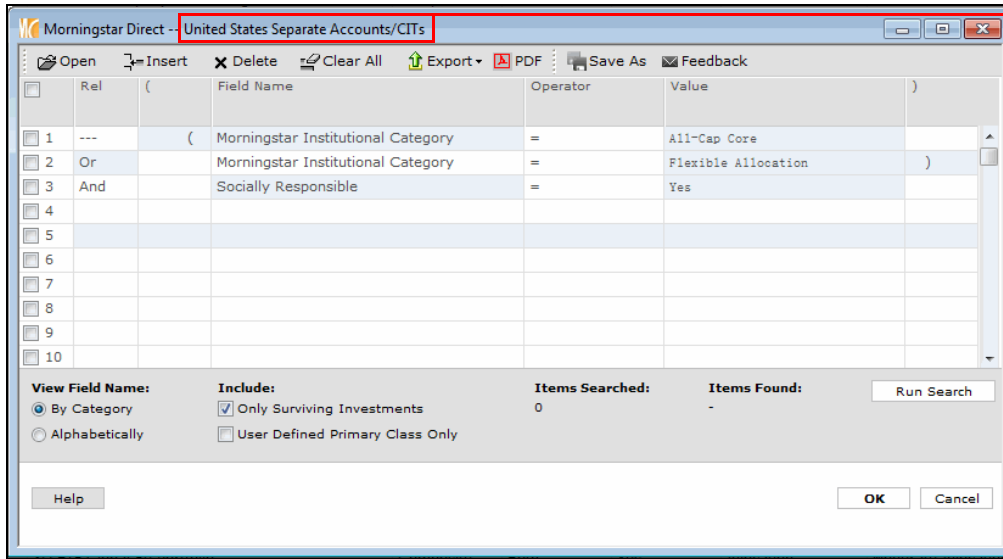 Morningstar Direct -- United States Separate Accounts/CITs
Open Insert Delete Clear All Export PDF Save As Feedback
Rel ( Field Name Operator Value )
1 --- ( Morningstar Institutional Category = All-Cap Core
2 Or Morningstar Institutional Category = Flexible Allocation )
3 And Socially Responsible = Yes
4
5
6
7
8
9
10
View Field Name: Include: Items Searched: Items Found: Run Search
By Category Only Surviving Investments 0 -
Alphabetically User Defined Primary Class Only
Help OK Cancel